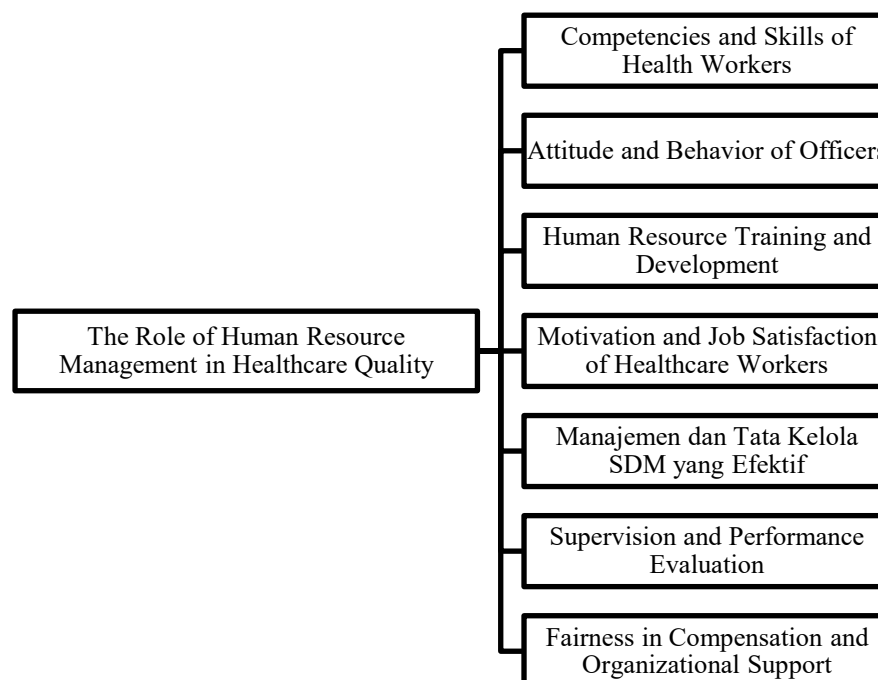 The Role of Human Resource
Management in Healthcare Quality
Competencies and Skills of
Health Workers
Attitude and Behavior of Officers
Human Resource Training and
Development
Motivation and Job Satisfaction
of Healthcare Workers
Manajemen dan Tata Kelola
SDM yang Efektif
Supervision and Performance
Evaluation
Fairness in Compensation and
Organizational Support